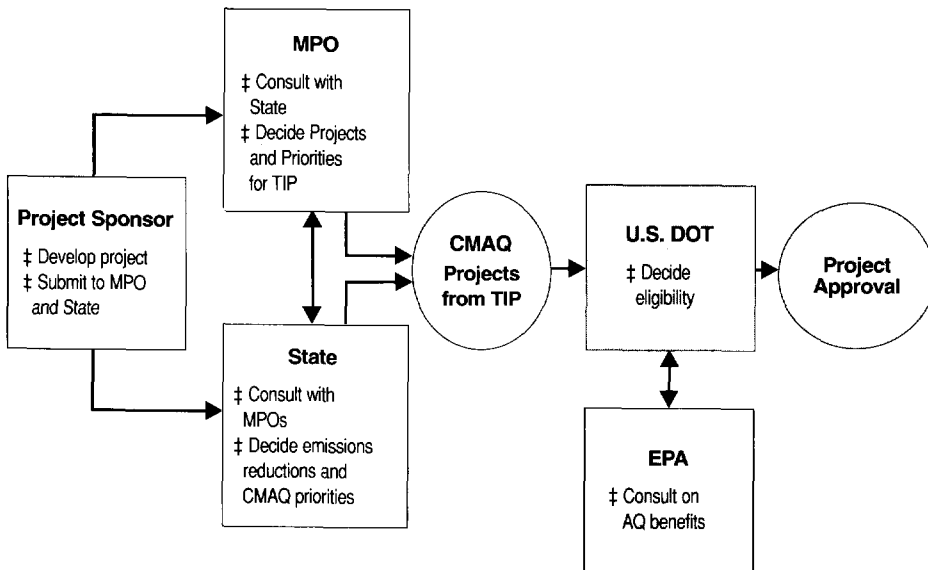 MPO
‡ Consult with
State
‡ Decide Projects
and Priorities
for TIP
Project Sponsor
‡ Develop project
‡ Submit to MPO
and State
CMAQ
Projects
from TIP
U.S. DOT
‡ Decide
eligibility
Project
Approval
State
‡ Consult with
MPOs
‡ Decide emissions
reductions and
CMAQ priorities
EPA
‡ Consult on
AQ benefits